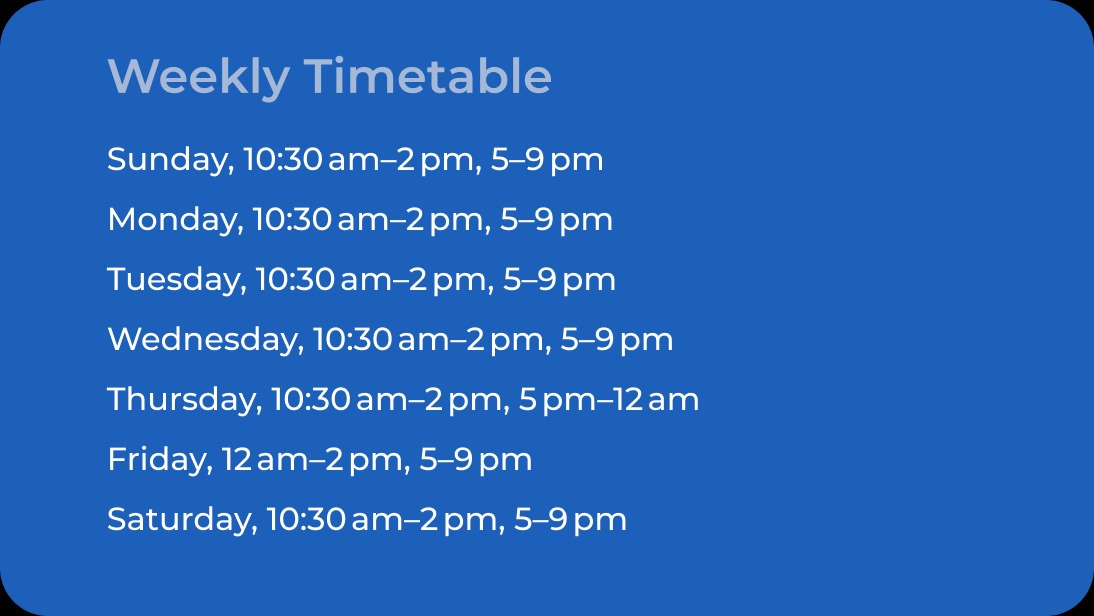 Weekly Timetable
Sunday, 10:30 am–2 pm, 5–9 pm
Monday, 10:30 am–2 pm, 5–9 pm
Tuesday, 10:30 am–2 pm, 5–9 pm
Wednesday, 10:30 am–2 pm, 5–9 pm
Thursday, 10:30 am–2 pm, 5 pm–12 am
Friday, 12 am–2 pm, 5–9 pm
Saturday, 10:30 am–2 pm, 5–9 pm